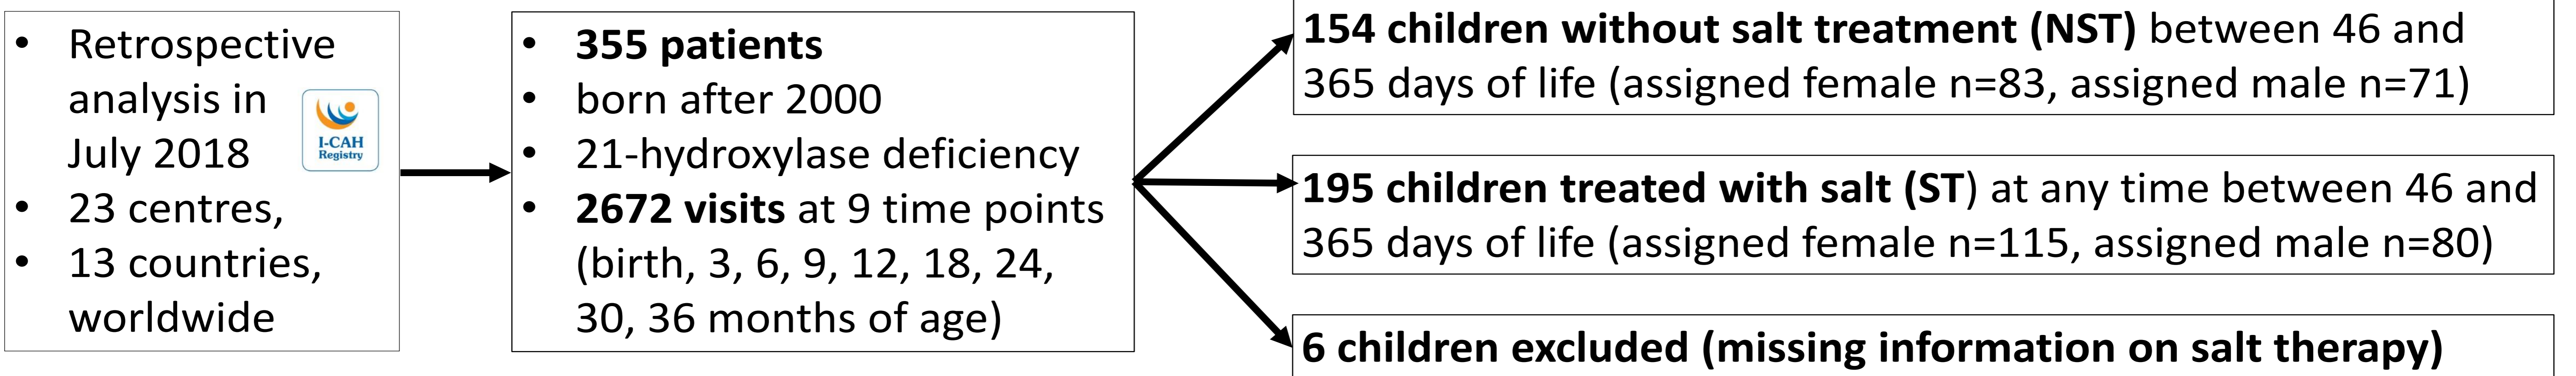 • Retrospective
analysis in
July 2018
I-CAH
Registry
• 23 centres,
• 13 countries,
worldwide
• 355 patients
• born after 2000
• 21-hydroxylase deficiency
• 2672 visits at 9 time points
(birth, 3, 6, 9, 12, 18, 24,
30, 36 months of age)
154 children without salt treatment (NST) between 46 and
365 days of life (assigned female n=83, assigned male n=71)
195 children treated with salt (ST) at any time between 46 and
365 days of life (assigned female n=115, assigned male n=80)
6 children excluded (missing information on salt therapy)